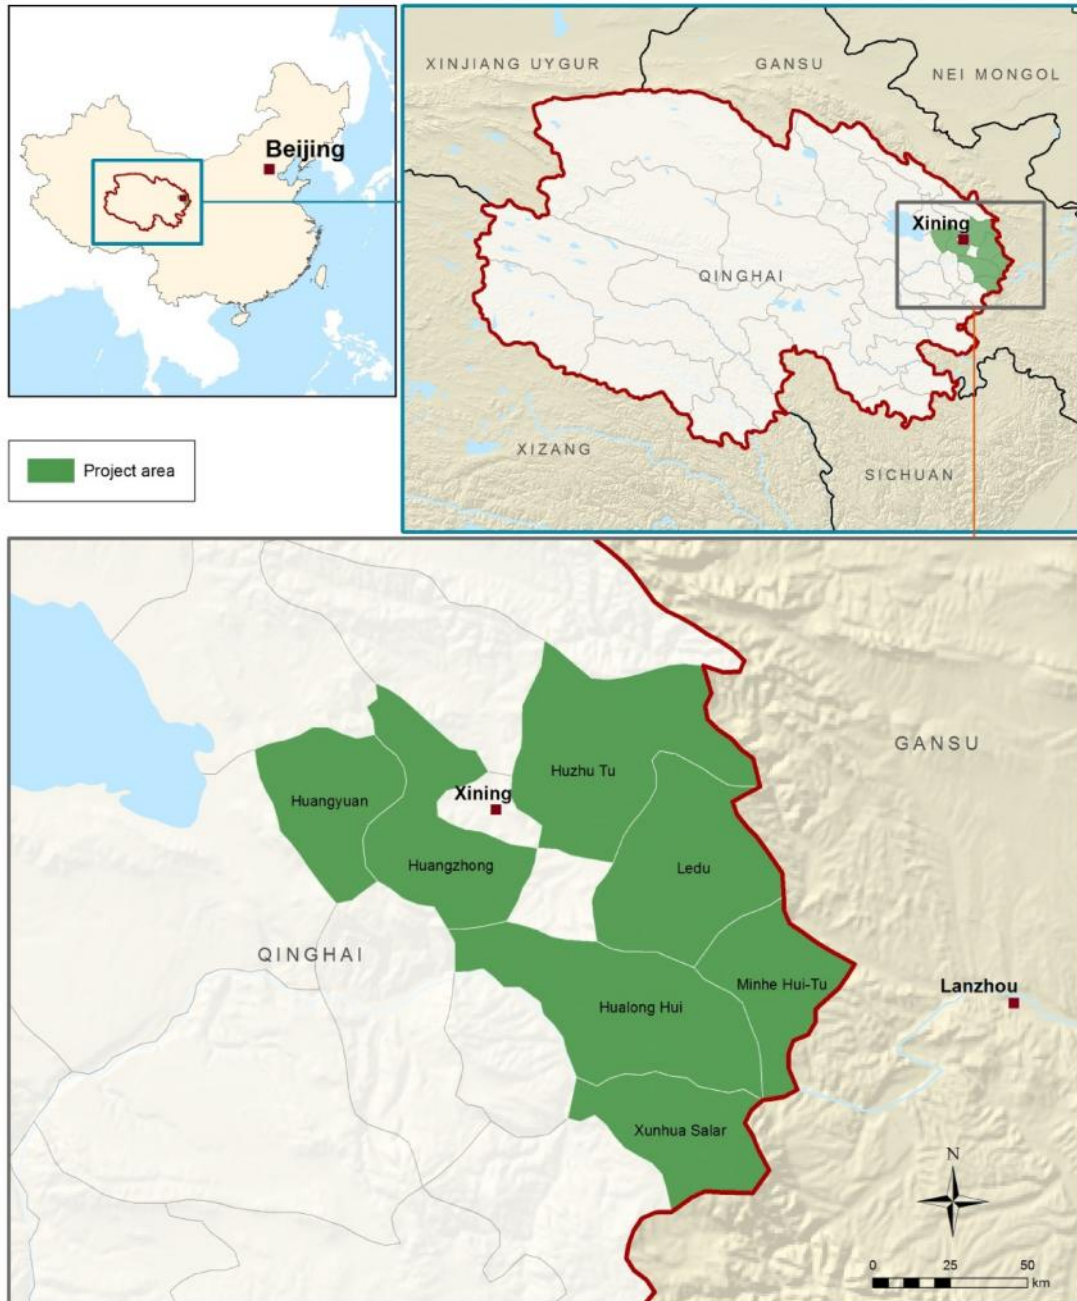 Beijing
Project area
XINJIANG UYGUR
GANSU
NEI MONGOL
Xining
QINGHAI
XIZANG
SICHUAN
GANSU
Huzhu Tu
Huangyuan
Xining
Huangzhong
Ledu
QINGHAI
Minhe Hui-Tu
Lanzhou
Hualong Hui
Xunhua Salar
N
0 25 50
km